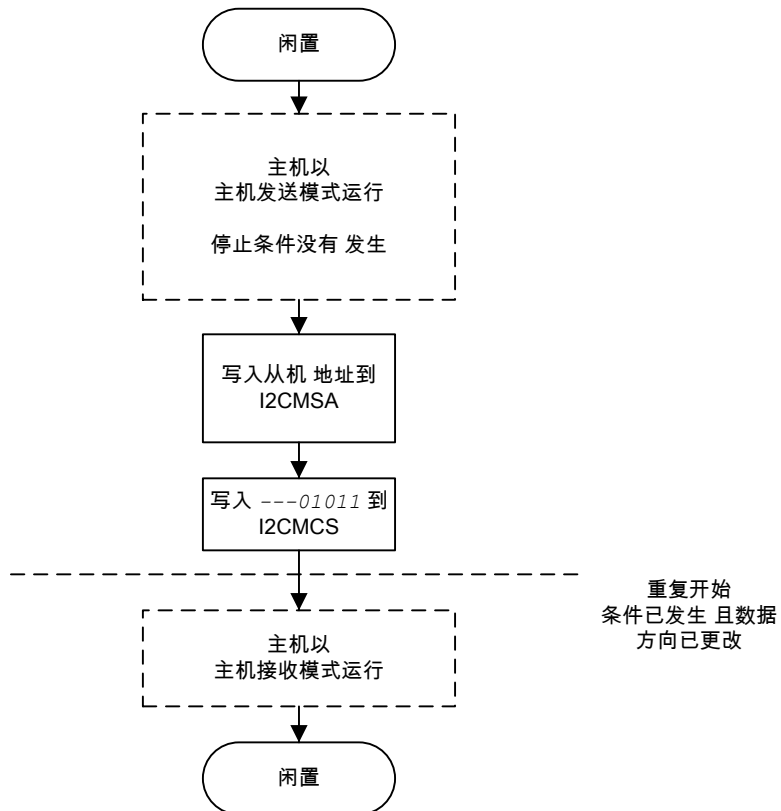 闲置
主机以
主机发送模式运行
停止条件没有 发生
写入从机 地址到
I2CMSA
写入 ---01011 到
I2CMCS
重复开始
条件已发生 且数据
方向已更改
主机以
主机接收模式运行
闲置